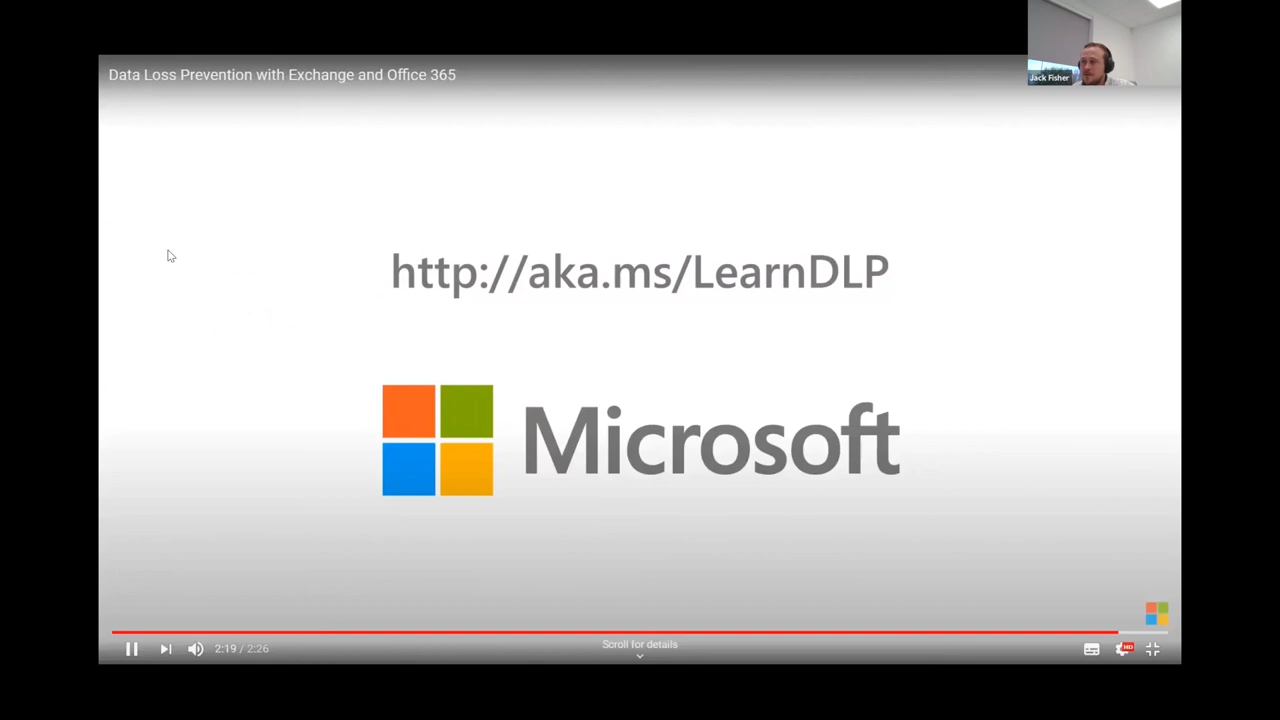 Data Loss Prevention with Exchange and Office 365
Jack Fisher
http://aka.ms/LearnDLP
Microsoft
2:19 / 2:26
Scroll for details
HD